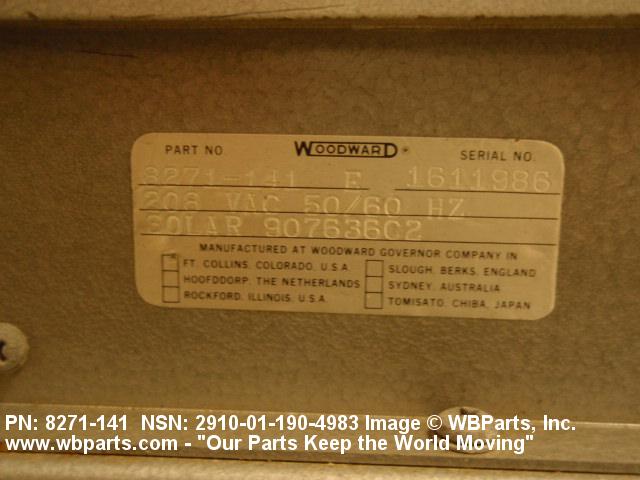 PART NO
WOODWARD®
SERIAL NO.
8271-141 E 1611986
208 VAC 50/60 HZ
SOLAR 907636C2
MANUFACTURED AT WOODWARD GOVERNOR COMPANY IN
FT. COLLINS, COLORADO, U.S.A.
SLOUGH, BERKS, ENGLAND
HOOFDDORP, THE NETHERLANDS
SYDNEY, AUSTRALIA
ROCKFORD, ILLINOIS, U.S.A.
TOMISATO, CHIBA, JAPAN
PN: 8271-141 NSN: 2910-01-190-4983 Image © WBParts, Inc.
www.wbparts.com - "Our Parts Keep the World Moving"